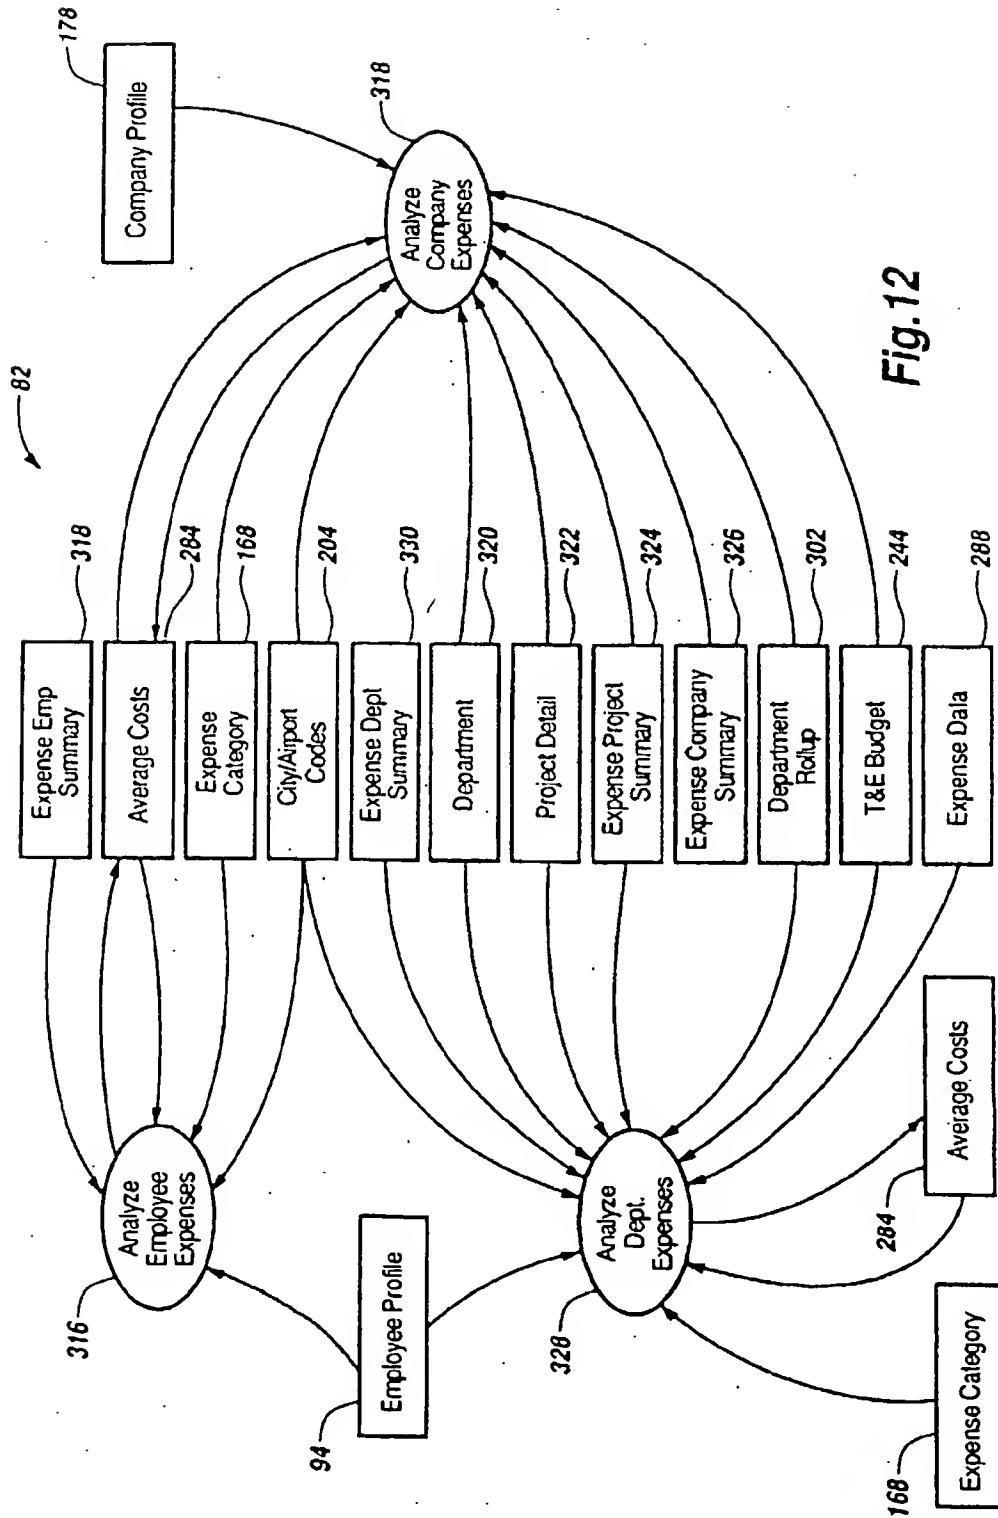 82
178
Company Profile
318
Analyze
Company
Expenses
Expense Emp
Summary
318
Average Costs
284
Expense
Category
168
City/Airport
Codes
204
Expense Dept
Summary
330
Department
320
Project Detail
322
Expense Project
Summary
324
Expense Company
Summary
326
Department
Rollup
302
T&E Budget
244
Expense Data
288
Analyze
Employee
Expenses
316
Employee Profile
94
Analyze
Dept.
Expenses
328
Average Costs
284
Expense Category
168
Fig.12